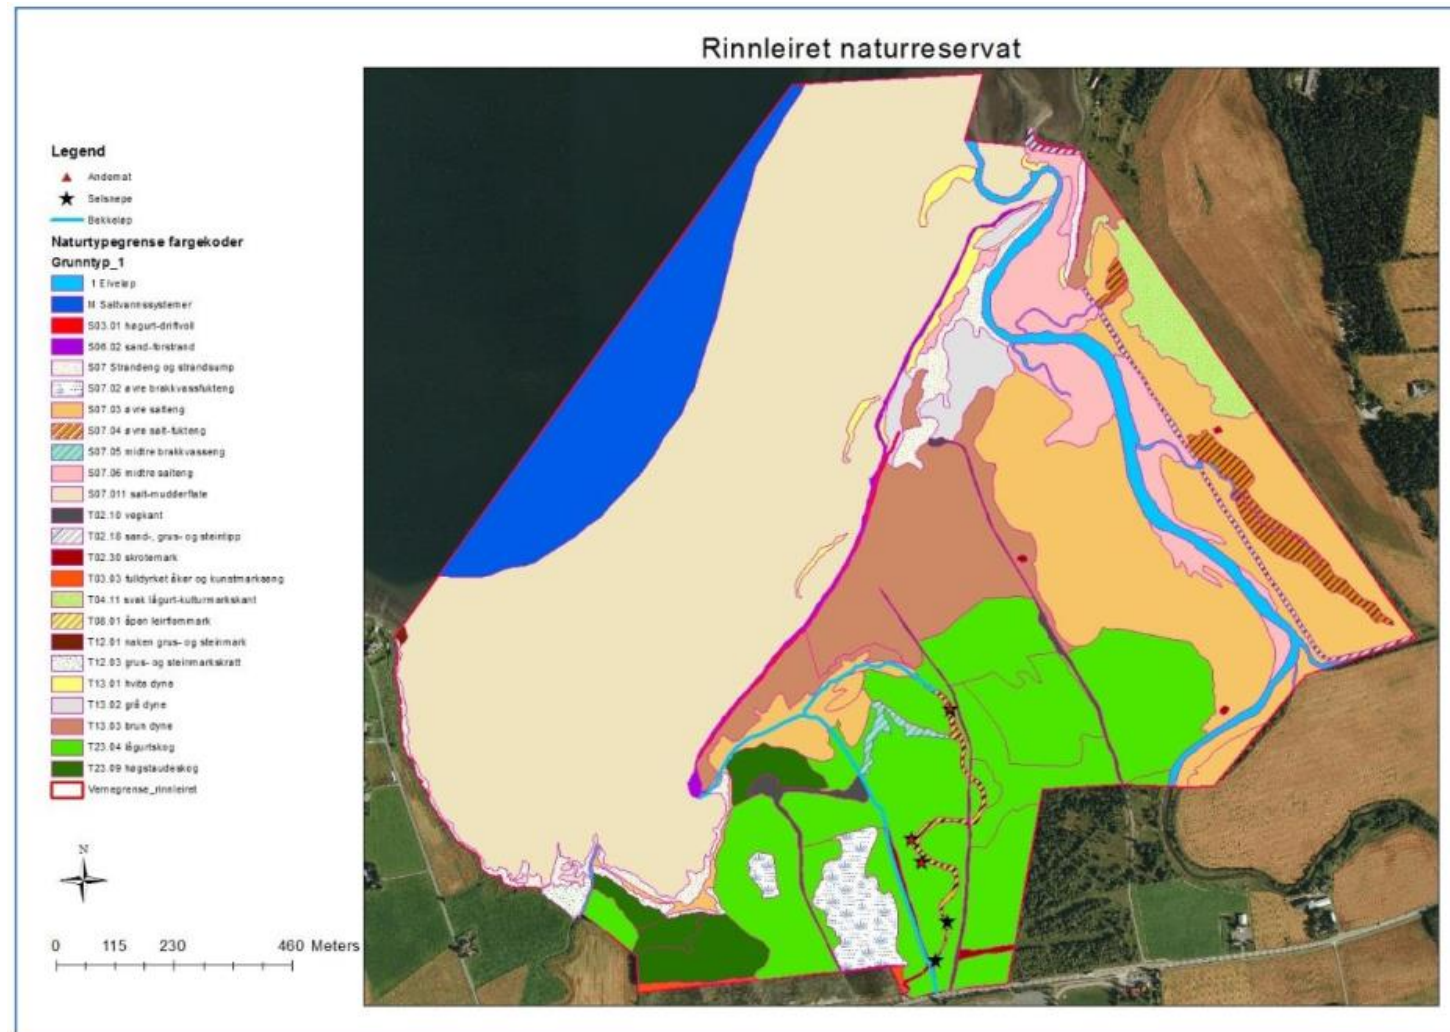 Rinnleiret naturreservat
Legend
Andemat
Selsnepe
Bekkeløp
Naturtypegrense fargekoder
Grunntyp_1
1 Elveløp
M Saltvannssystemer
S03.01 høgurt-driftvoll
S06.02 sand-forstrand
S07 Strandeng og strandsump
S07.02 øvre brakkvassfukteng
S07.03 øvre salteng
S07.04 øvre salt-fukteng
S07.05 midtre brakkvasseng
S07.06 midtre salteng
S07.011 salt-mudderflate
T02.10 vegkant
T02.18 sand-, grus- og steintipp
T02.30 skrotemark
T03.03 fulldyrket åker og kunstmarkseng
T04.11 svak lågurt-kulturmarkskant
T08.01 åpen leirflommark
T12.01 naken grus- og steinmark
T12.03 grus- og steinmarkskratt
T13.01 hvite dyne
T13.02 grå dyne
T13.03 brun dyne
T23.04 lågurtskog
T23.09 høgstaudeskog
Vernegrense_rinnleiret
N
0 115 230 460 Meters